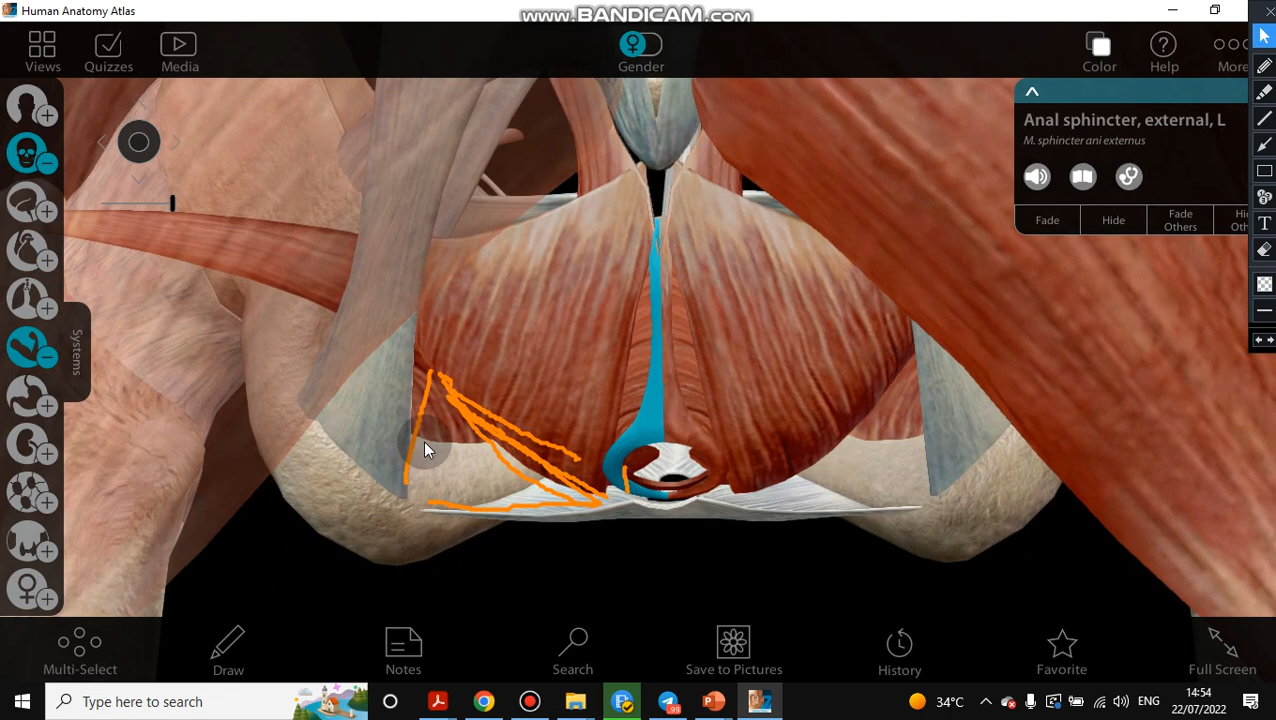 Human Anatomy Atlas
www.BANDICAM.com
Views
Quizzes
Media
Gender
Color
Help
More
Anal sphincter, external, L
M. sphincter ani externus
Fade
Hide
Fade
Others
Systems
Multi-Select
Draw
Notes
Search
Save to Pictures
History
Favorite
Full Screen
Type here to search
99
34°C
ENG
14:54
22/07/2022